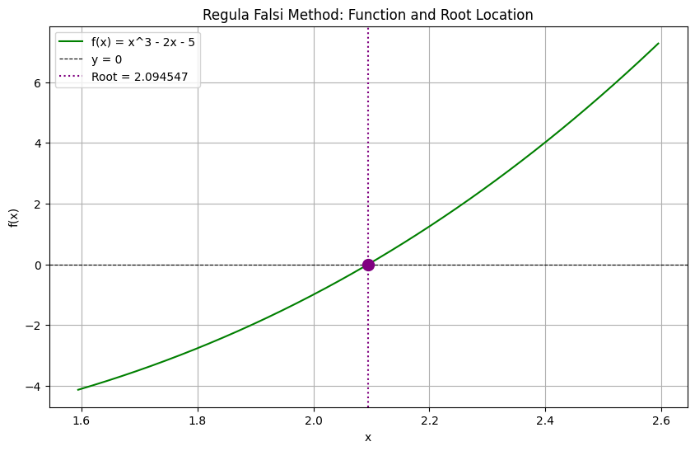 Regula Falsi Method: Function and Root Location
f(x) = x^3 - 2x - 5
y = 0
Root = 2.094547
f(x)
6
4
2
0
−2
−4
1.6 1.8 2.0 2.2 2.4 2.6
x